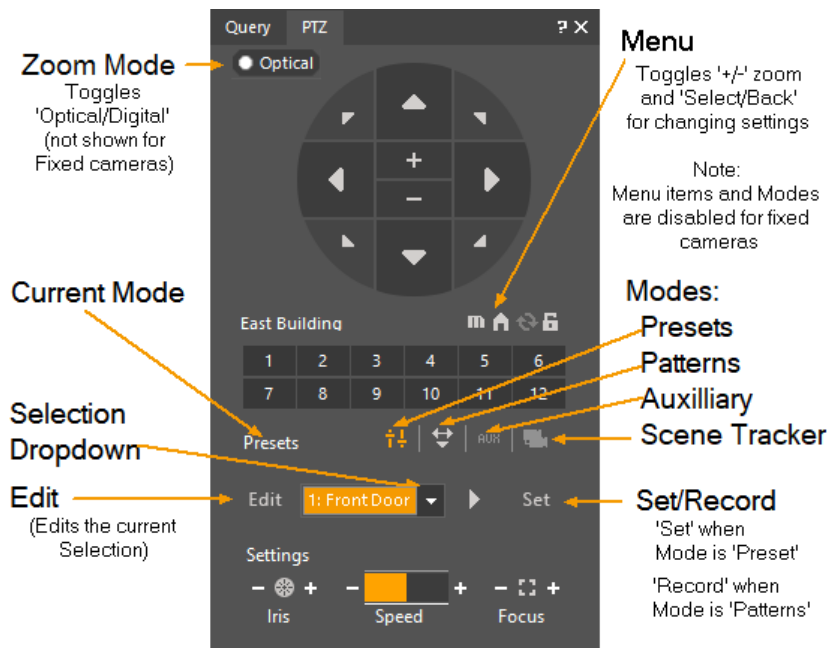 Query PTZ ? X
Zoom Mode
Toggles
'Optical/Digital'
(not shown for
Fixed cameras)
Optical
Menu
Toggles '+/-' zoom
and 'Select/Back'
for changing settings
Note:
Menu items and Modes
are disabled for fixed
cameras
+
−
Current Mode
East Building m
Modes:
Presets
Patterns
Auxilliary
Scene Tracker
1 2 3 4 5 6
7 8 9 10 11 12
Selection
Dropdown
Presets AUX
Edit
(Edits the current
Selection)
Edit 1: Front Door Set
Set/Record
'Set' when
Mode is 'Preset'
'Record' when
Mode is 'Patterns'
Settings
− + − + − +
Iris Speed Focus